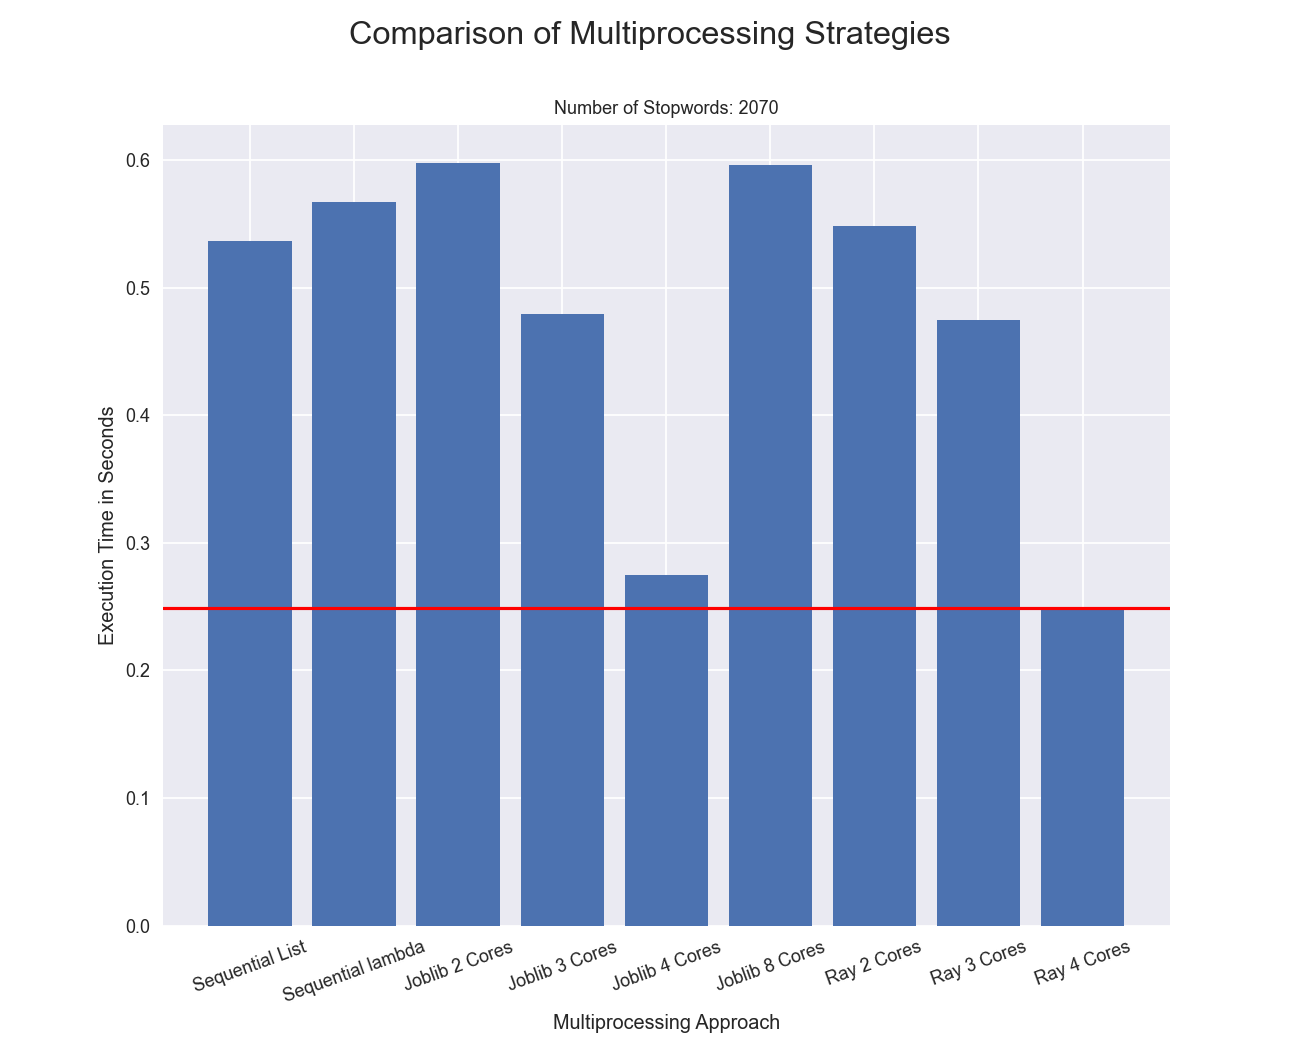 Comparison of Multiprocessing Strategies
Number of Stopwords: 2070
0.6
0.5
0.4
0.3
0.2
0.1
0.0
Execution Time in Seconds
Sequential List
Sequential lambda
Joblib 2 Cores
Joblib 3 Cores
Joblib 4 Cores
Joblib 8 Cores
Ray 2 Cores
Ray 3 Cores
Ray 4 Cores
Multiprocessing Approach